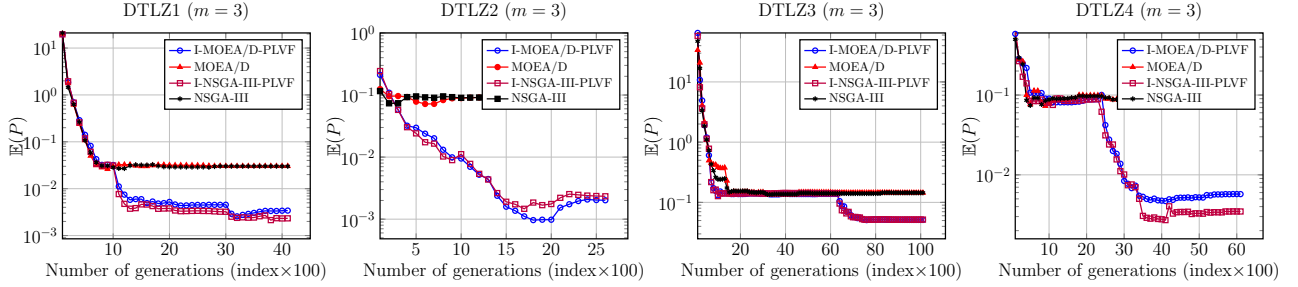 DTLZ1 (m = 3)
𝔼(P)
10^1
10^0
10^−1
10^−2
10^−3
I-MOEA/D-PLVF
MOEA/D
I-NSGA-III-PLVF
NSGA-III
10 20 30 40
Number of generations (index×100)
DTLZ2 (m = 3)
𝔼(P)
10^0
10^−1
10^−2
10^−3
I-MOEA/D-PLVF
MOEA/D
I-NSGA-III-PLVF
NSGA-III
5 10 15 20 25
Number of generations (index×100)
DTLZ3 (m = 3)
𝔼(P)
10^1
10^0
10^−1
I-MOEA/D-PLVF
MOEA/D
I-NSGA-III-PLVF
NSGA-III
20 40 60 80 100
Number of generations (index×100)
DTLZ4 (m = 3)
𝔼(P)
10^−1
10^−2
I-MOEA/D-PLVF
MOEA/D
I-NSGA-III-PLVF
NSGA-III
10 20 30 40 50 60
Number of generations (index×100)